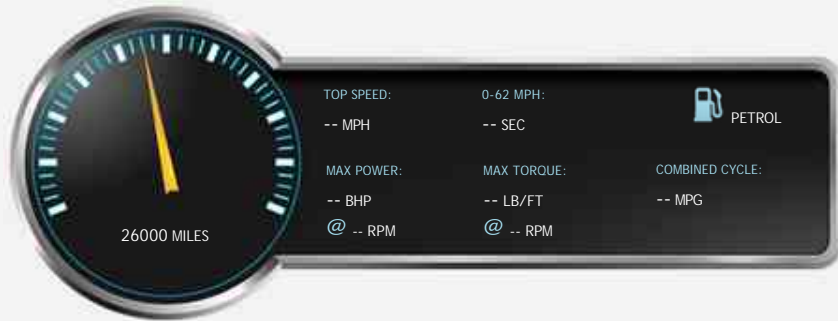 TOP SPEED:
0-62 MPH:
-- MPH
-- SEC
PETROL
MAX POWER:
MAX TORQUE:
COMBINED CYCLE:
-- BHP
-- LB/FT
-- MPG
@ -- RPM
@ -- RPM
26000 MILES